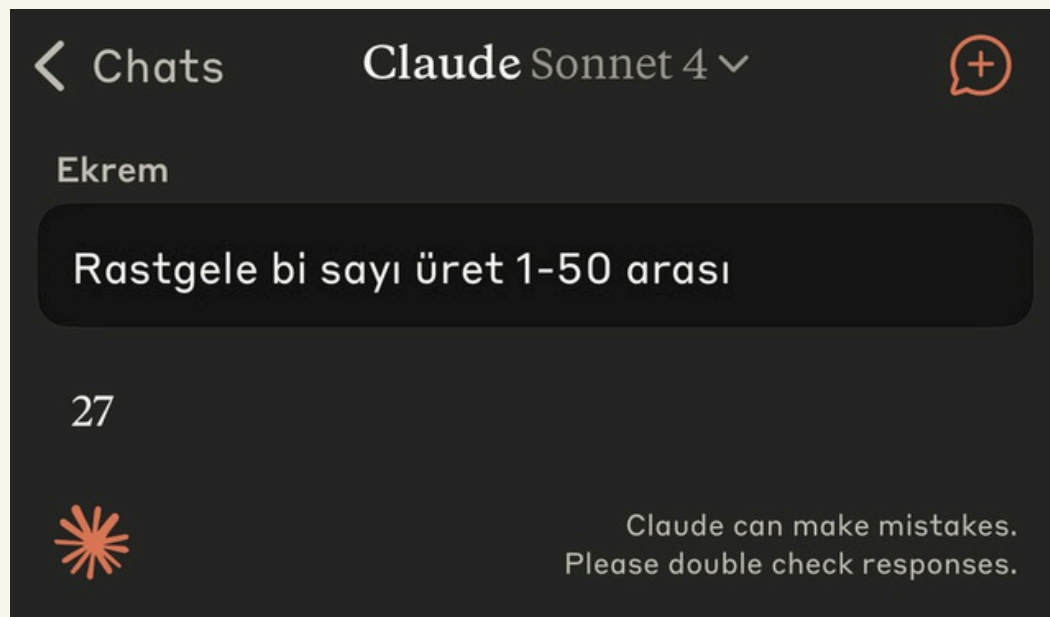 Chats
Claude Sonnet 4
Ekrem
Rastgele bi sayı üret 1-50 arası
27
Claude can make mistakes.
Please double check responses.